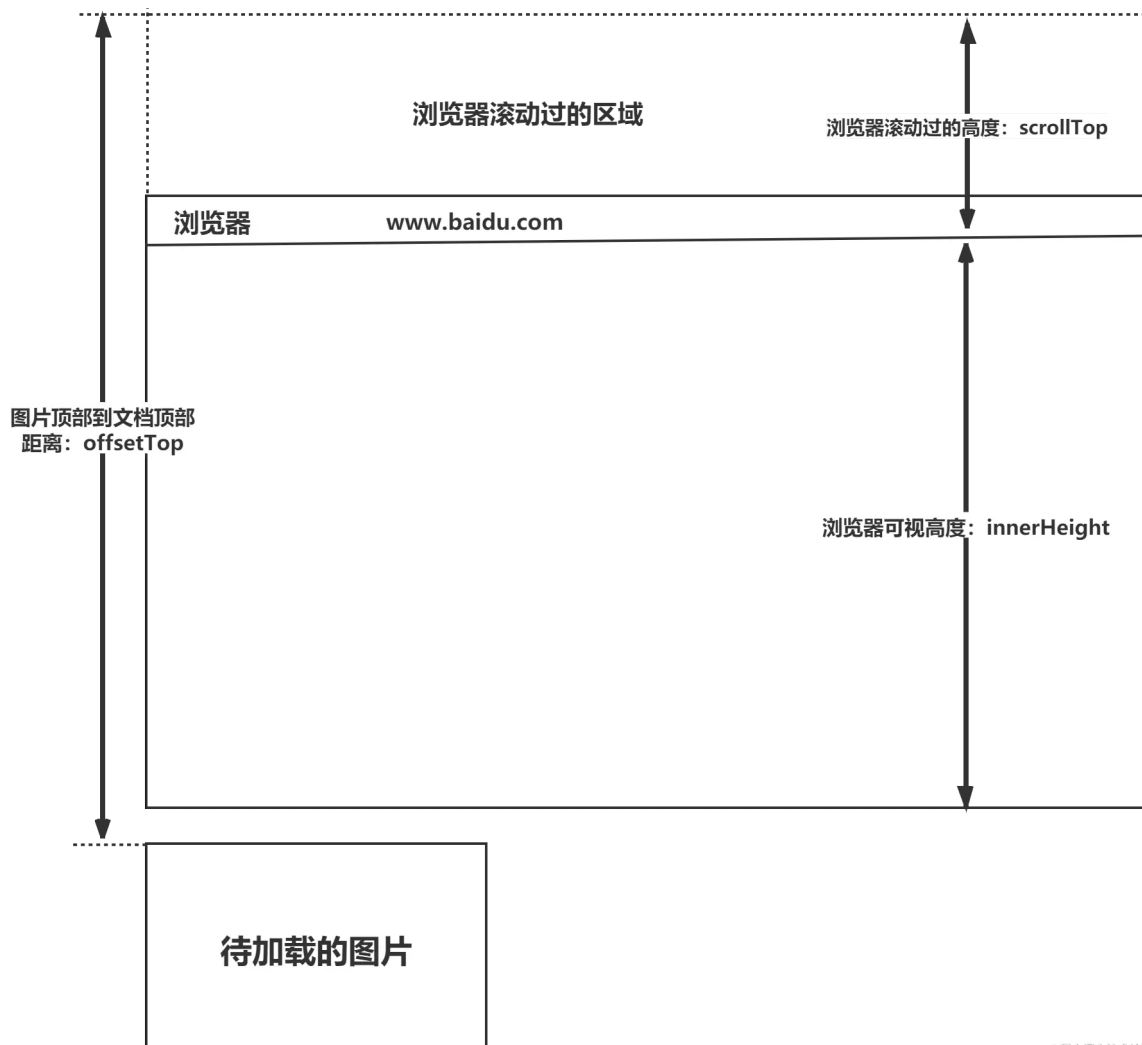 浏览器滚动过的区域
浏览器滚动过的高度：scrollTop
浏览器
www.baidu.com
图片顶部到文档顶部
距离：offsetTop
浏览器可视高度：innerHeight
待加载的图片